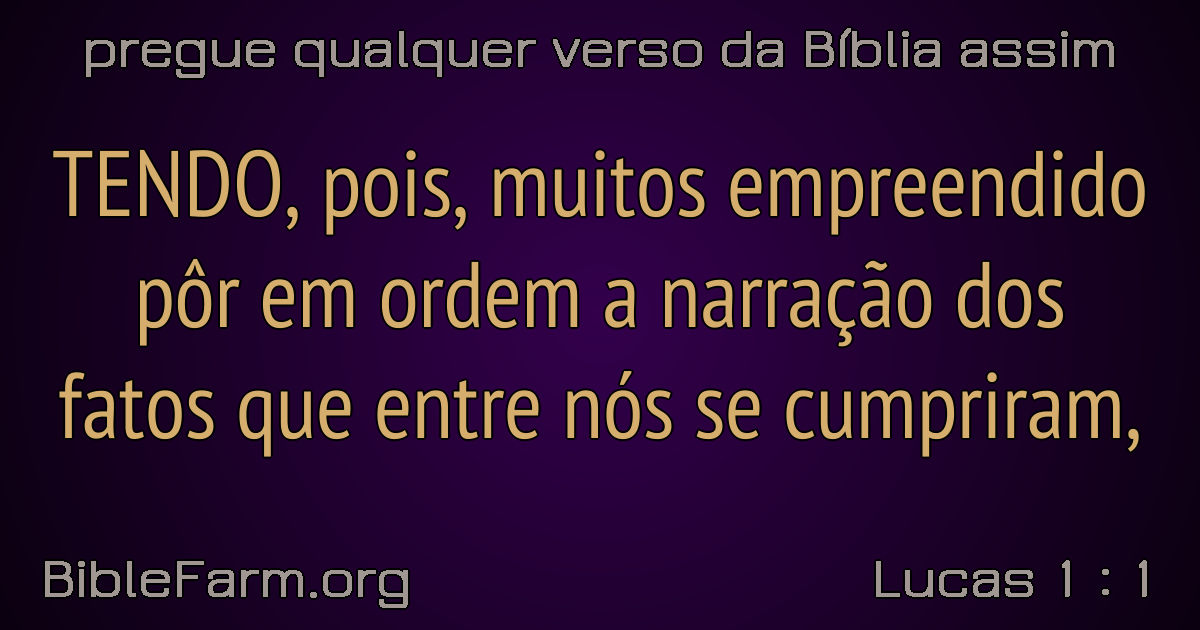 pregue qualquer verso da Bíblia assim
TENDO, pois, muitos empreendido
pôr em ordem a narração dos
fatos que entre nós se cumpriram,
BibleFarm.org
Lucas 1 : 1